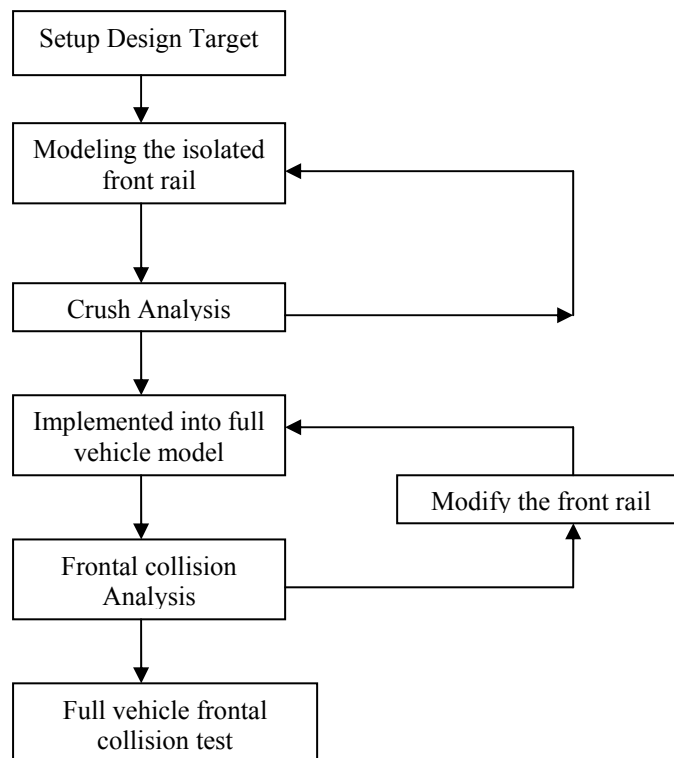 Setup Design Target
Modeling the isolated
front rail
Crush Analysis
Implemented into full
vehicle model
Modify the front rail
Frontal collision
Analysis
Full vehicle frontal
collision test